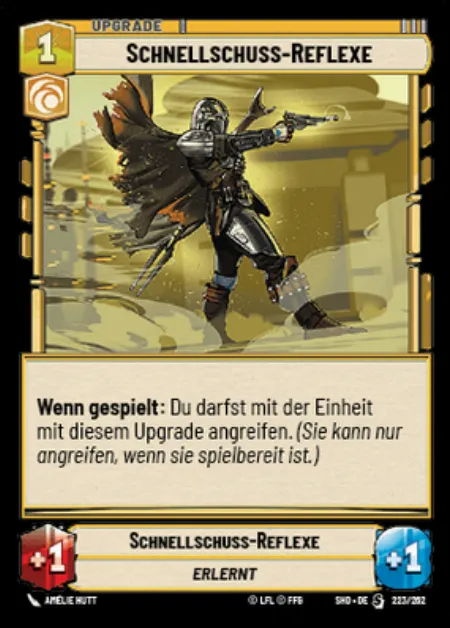 UPGRADE
1
SCHNELLSCHUSS-REFLEXE
Wenn gespielt: Du darfst mit der Einheit
mit diesem Upgrade angreifen. (Sie kann nur
angreifen, wenn sie spielbereit ist.)
+1
SCHNELLSCHUSS-REFLEXE
+1
ERLERNT
AMÉLIE HUTT
© LFL © FFG
SHD • DE
223/262